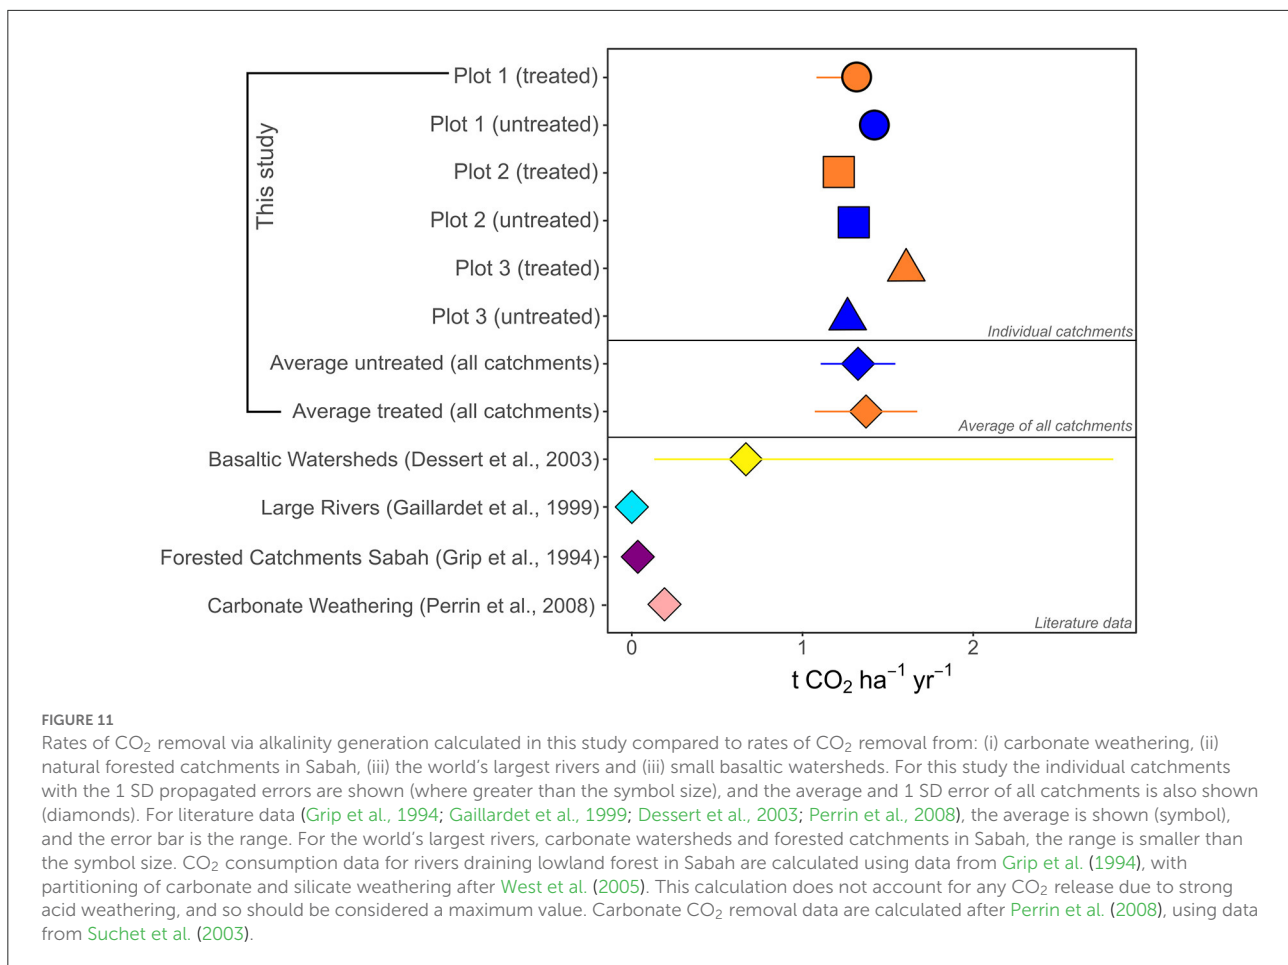 This study
Plot 1 (treated)
Plot 1 (untreated)
Plot 2 (treated)
Plot 2 (untreated)
Plot 3 (treated)
Plot 3 (untreated)
Individual catchments
Average untreated (all catchments)
Average treated (all catchments)
Average of all catchments
Basaltic Watersheds (Dessert et al., 2003)
Large Rivers (Gaillardet et al., 1999)
Forested Catchments Sabah (Grip et al., 1994)
Carbonate Weathering (Perrin et al., 2008)
Literature data
0 1 2
t CO₂ ha⁻¹ yr⁻¹
FIGURE 11
Rates of CO₂ removal via alkalinity generation calculated in this study compared to rates of CO₂ removal from: (i) carbonate weathering, (ii)
natural forested catchments in Sabah, (iii) the world's largest rivers and (iii) small basaltic watersheds. For this study the individual catchments
with the 1 SD propagated errors are shown (where greater than the symbol size), and the average and 1 SD error of all catchments is also shown
(diamonds). For literature data (Grip et al., 1994; Gaillardet et al., 1999; Dessert et al., 2003; Perrin et al., 2008), the average is shown (symbol),
and the error bar is the range. For the world's largest rivers, carbonate watersheds and forested catchments in Sabah, the range is smaller than
the symbol size. CO₂ consumption data for rivers draining lowland forest in Sabah are calculated using data from Grip et al. (1994), with
partitioning of carbonate and silicate weathering after West et al. (2005). This calculation does not account for any CO₂ release due to strong
acid weathering, and so should be considered a maximum value. Carbonate CO₂ removal data are calculated after Perrin et al. (2008), using data
from Suchet et al. (2003).